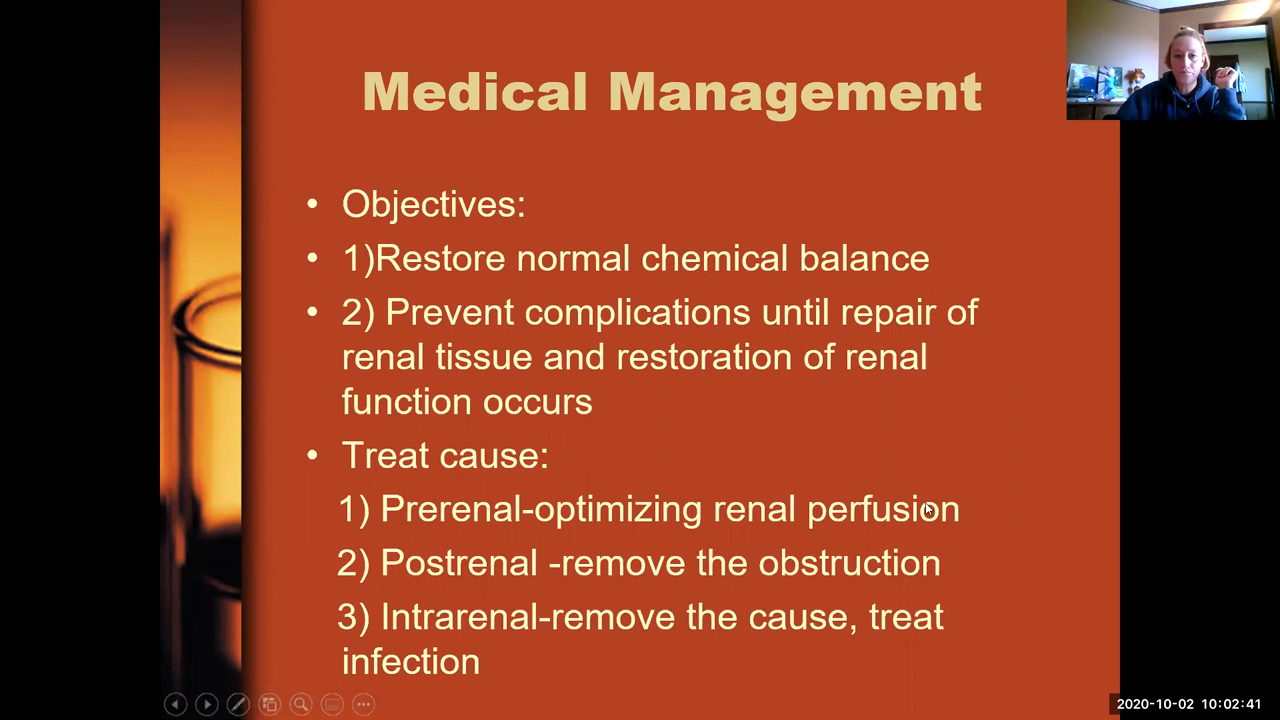 Medical Management
• Objectives:
• 1)Restore normal chemical balance
• 2) Prevent complications until repair of
renal tissue and restoration of renal
function occurs
• Treat cause:
1) Prerenal-optimizing renal perfusion
2) Postrenal -remove the obstruction
3) Intrarenal-remove the cause, treat
infection
2020-10-02 10:02:41